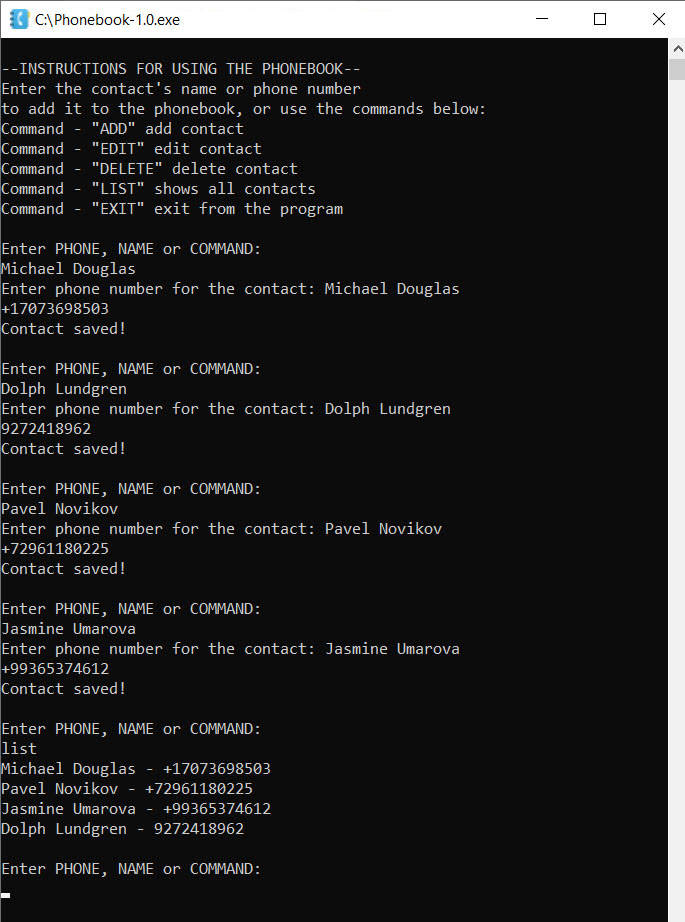 C:\Phonebook-1.0.exe
--INSTRUCTIONS FOR USING THE PHONEBOOK--
Enter the contact's name or phone number
to add it to the phonebook, or use the commands below:
Command - "ADD" add contact
Command - "EDIT" edit contact
Command - "DELETE" delete contact
Command - "LIST" shows all contacts
Command - "EXIT" exit from the program
Enter PHONE, NAME or COMMAND:
Michael Douglas
Enter phone number for the contact: Michael Douglas
+17073698503
Contact saved!
Enter PHONE, NAME or COMMAND:
Dolph Lundgren
Enter phone number for the contact: Dolph Lundgren
9272418962
Contact saved!
Enter PHONE, NAME or COMMAND:
Pavel Novikov
Enter phone number for the contact: Pavel Novikov
+72961180225
Contact saved!
Enter PHONE, NAME or COMMAND:
Jasmine Umarova
Enter phone number for the contact: Jasmine Umarova
+99365374612
Contact saved!
Enter PHONE, NAME or COMMAND:
list
Michael Douglas - +17073698503
Pavel Novikov - +72961180225
Jasmine Umarova - +99365374612
Dolph Lundgren - 9272418962
Enter PHONE, NAME or COMMAND: